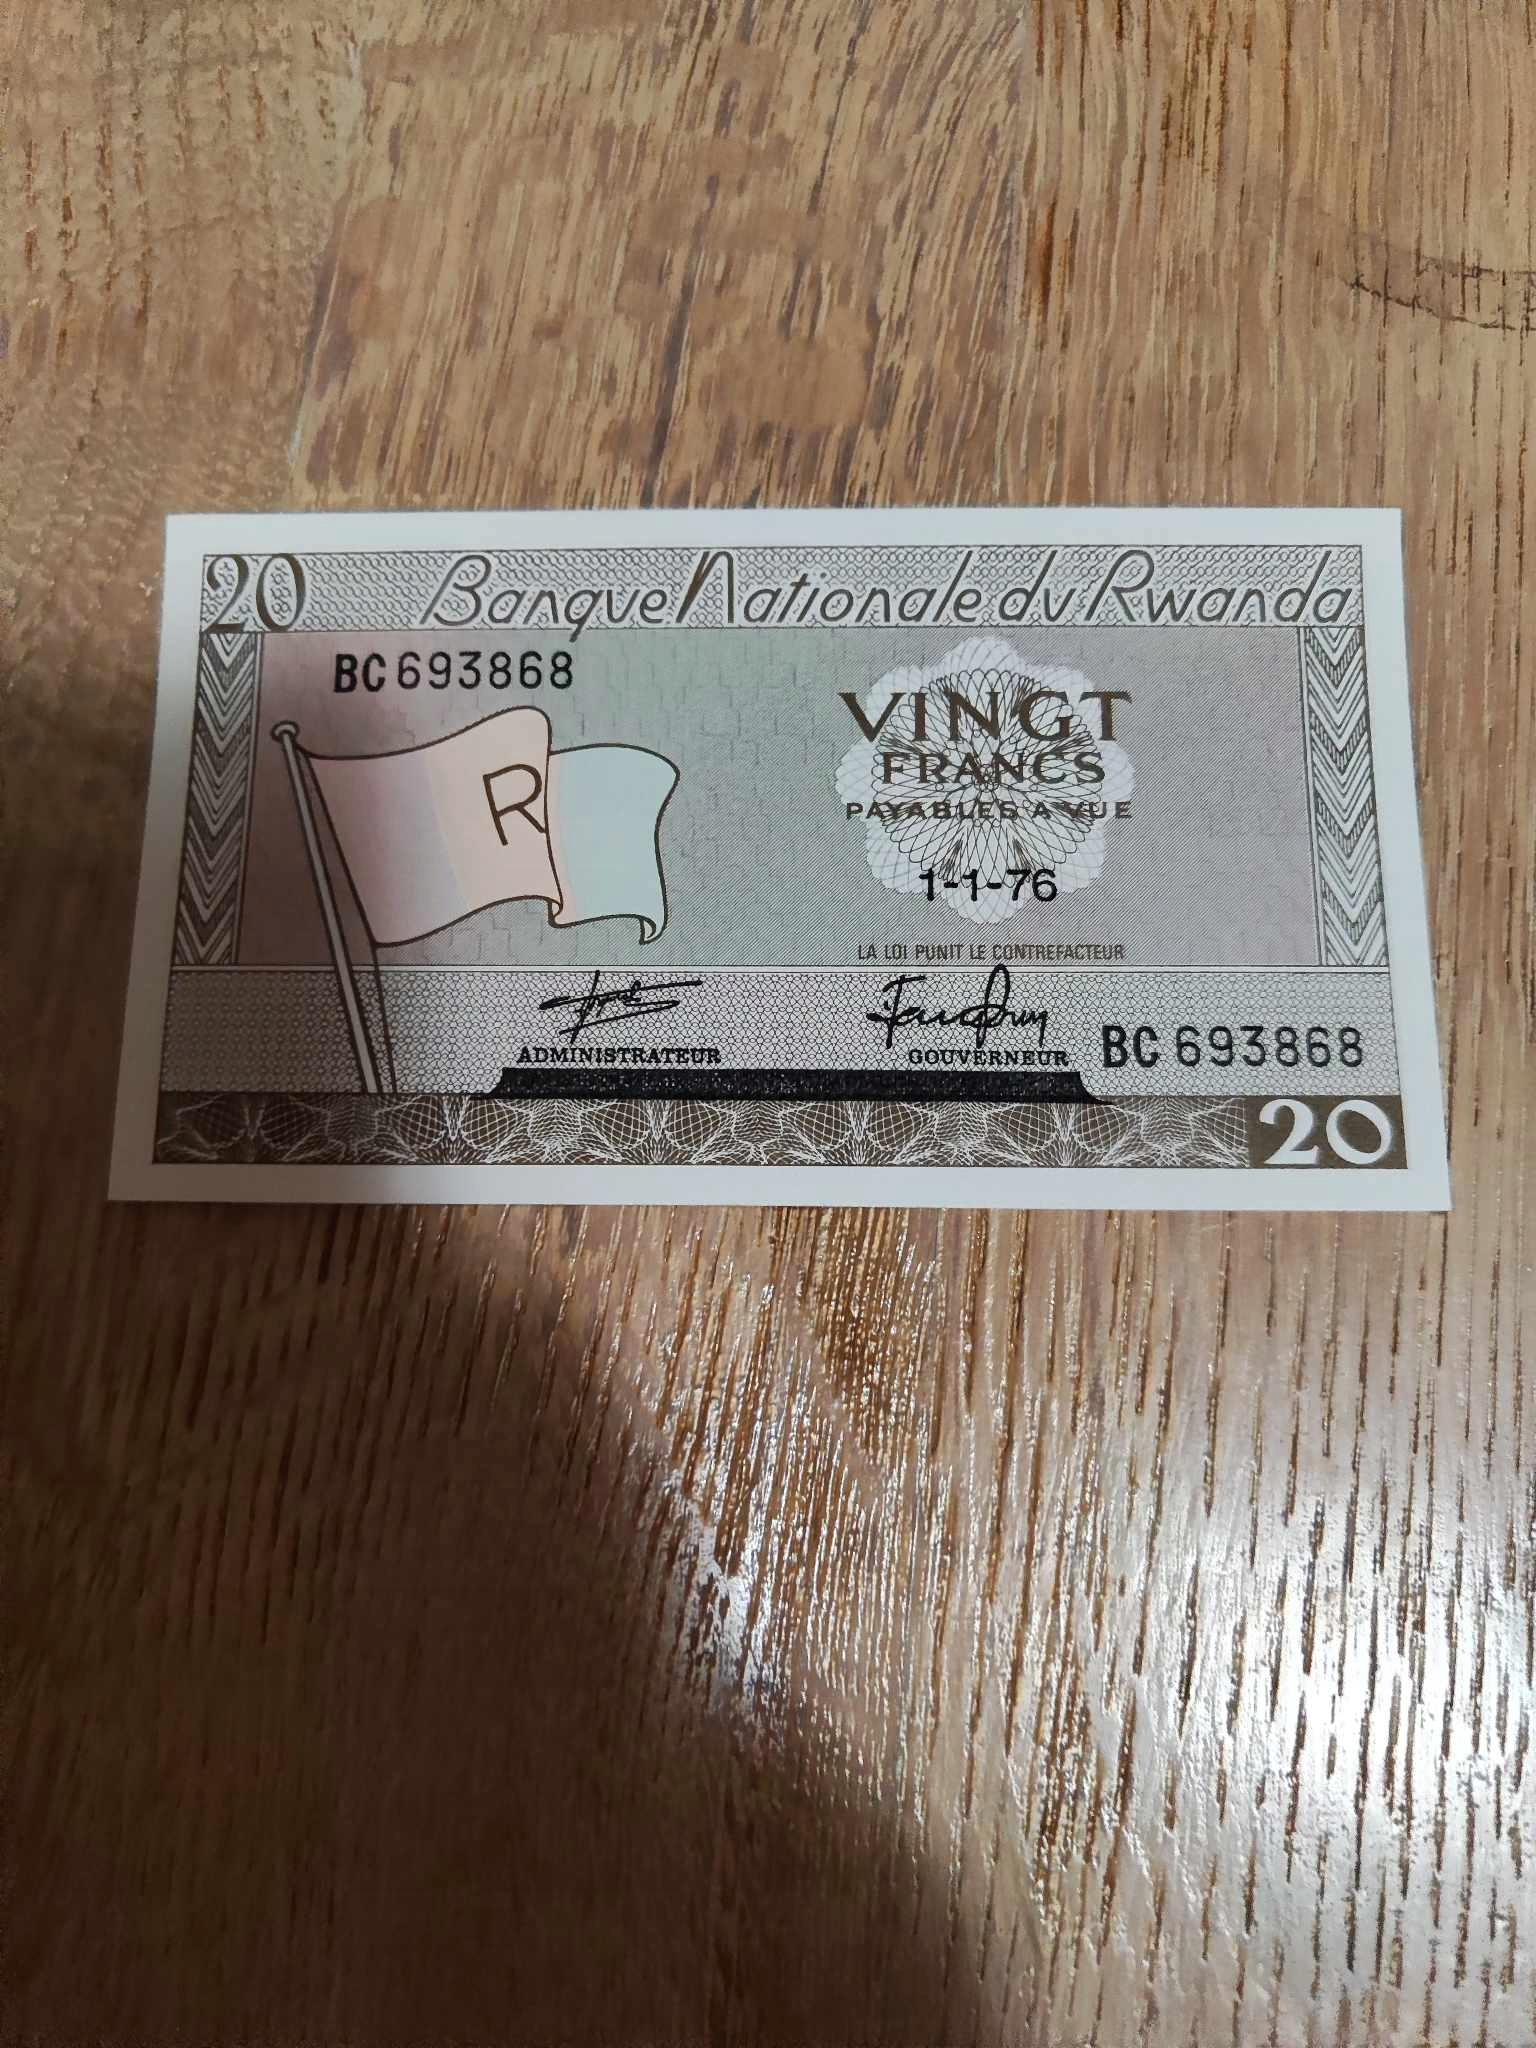 20 Banque Nationale du Rwanda
BC 693868
R
VINGT
FRANCS
PAYABLES A VUE
1-1-76
LA LOI PUNIT LE CONTREFACTEUR
ADMINISTRATEUR
GOUVERNEUR
BC 693868
20